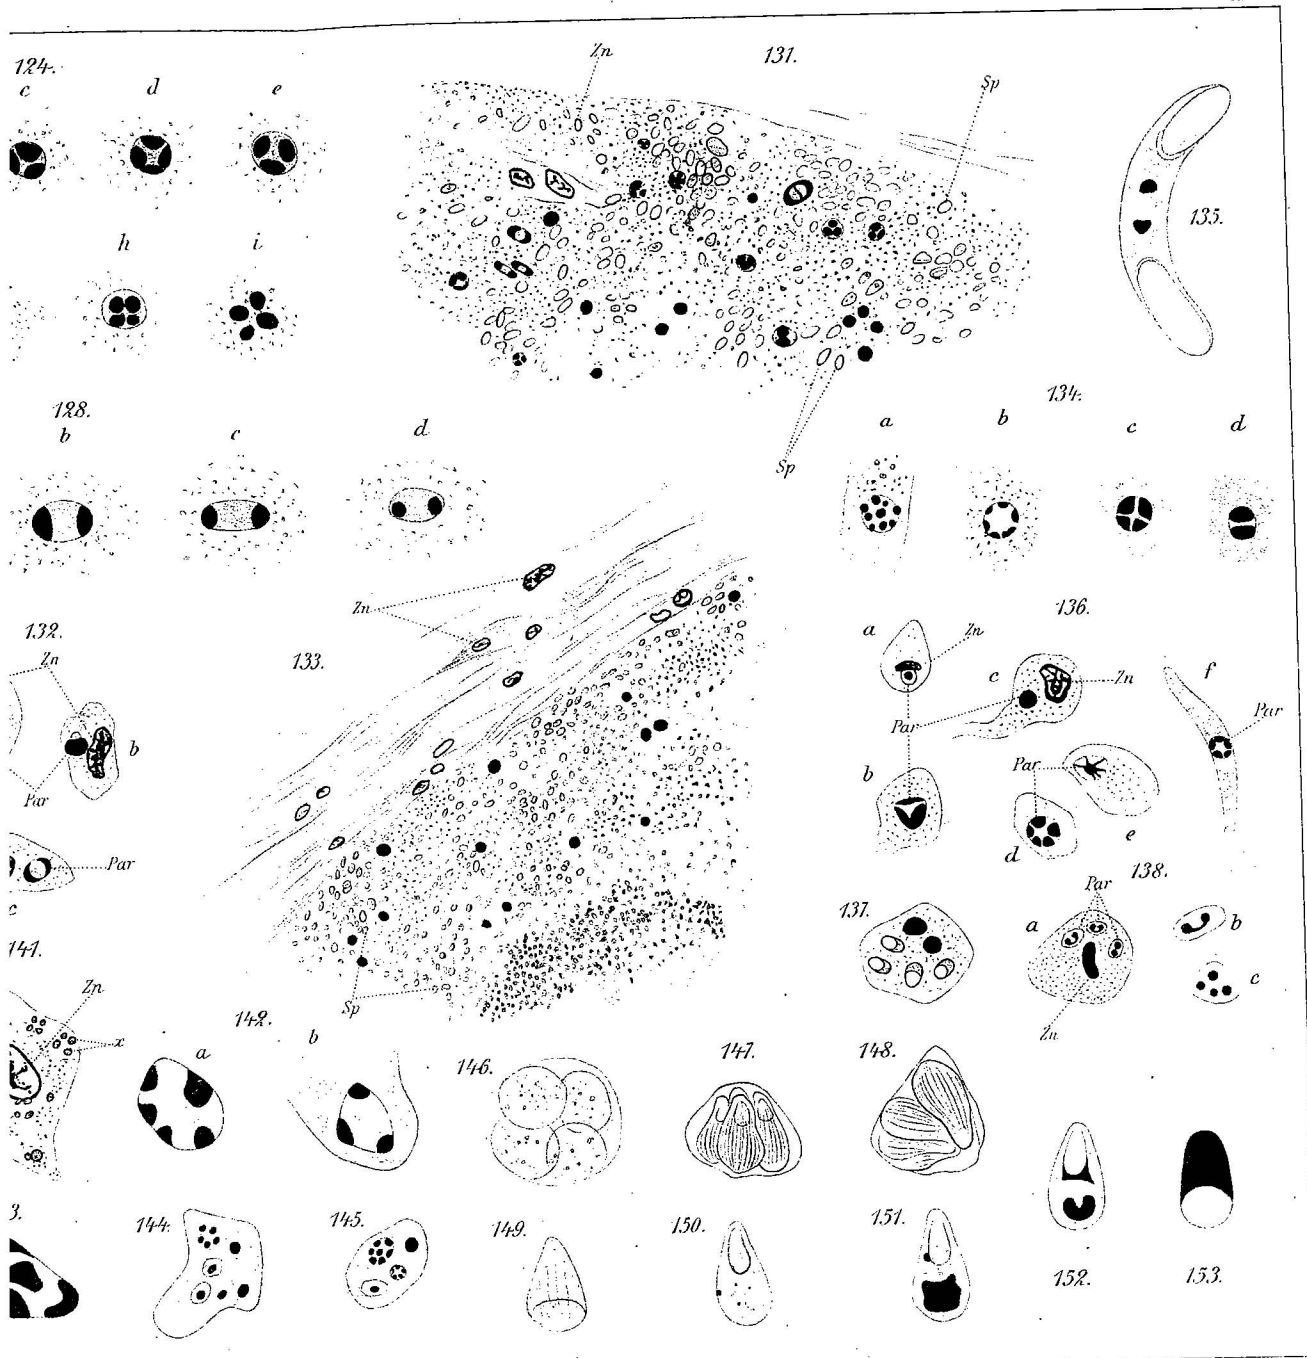 124.
c d e
h i
Zn
131.
Sp
135.
Sp
128.
b c d
134.
a b c d
132.
Zn
b
Par
Par
c
133.
Zn
Sp
136.
a
Zn
c
Zn
f
Par
Par
b
Par
d
e
137.
138.
Par
a
b
c
Zn
141.
Zn
x
142.
a b
3.
144.
145.
146.
147.
148.
149.
150.
151.
152.
153.